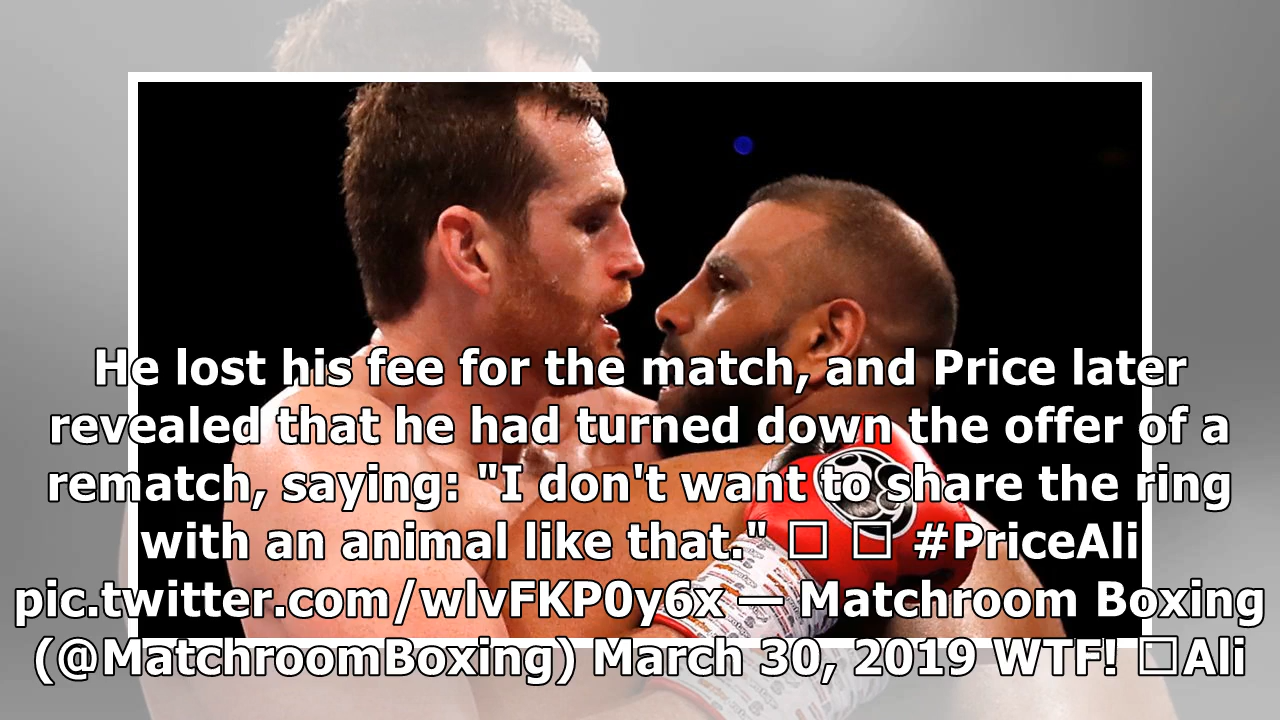 He lost his fee for the match, and Price later
revealed that he had turned down the offer of a
rematch, saying: "I don't want to share the ring
with an animal like that." □ □ #PriceAli
pic.twitter.com/wlvFKP0y6x — Matchroom Boxing
(@MatchroomBoxing) March 30, 2019 WTF! □Ali